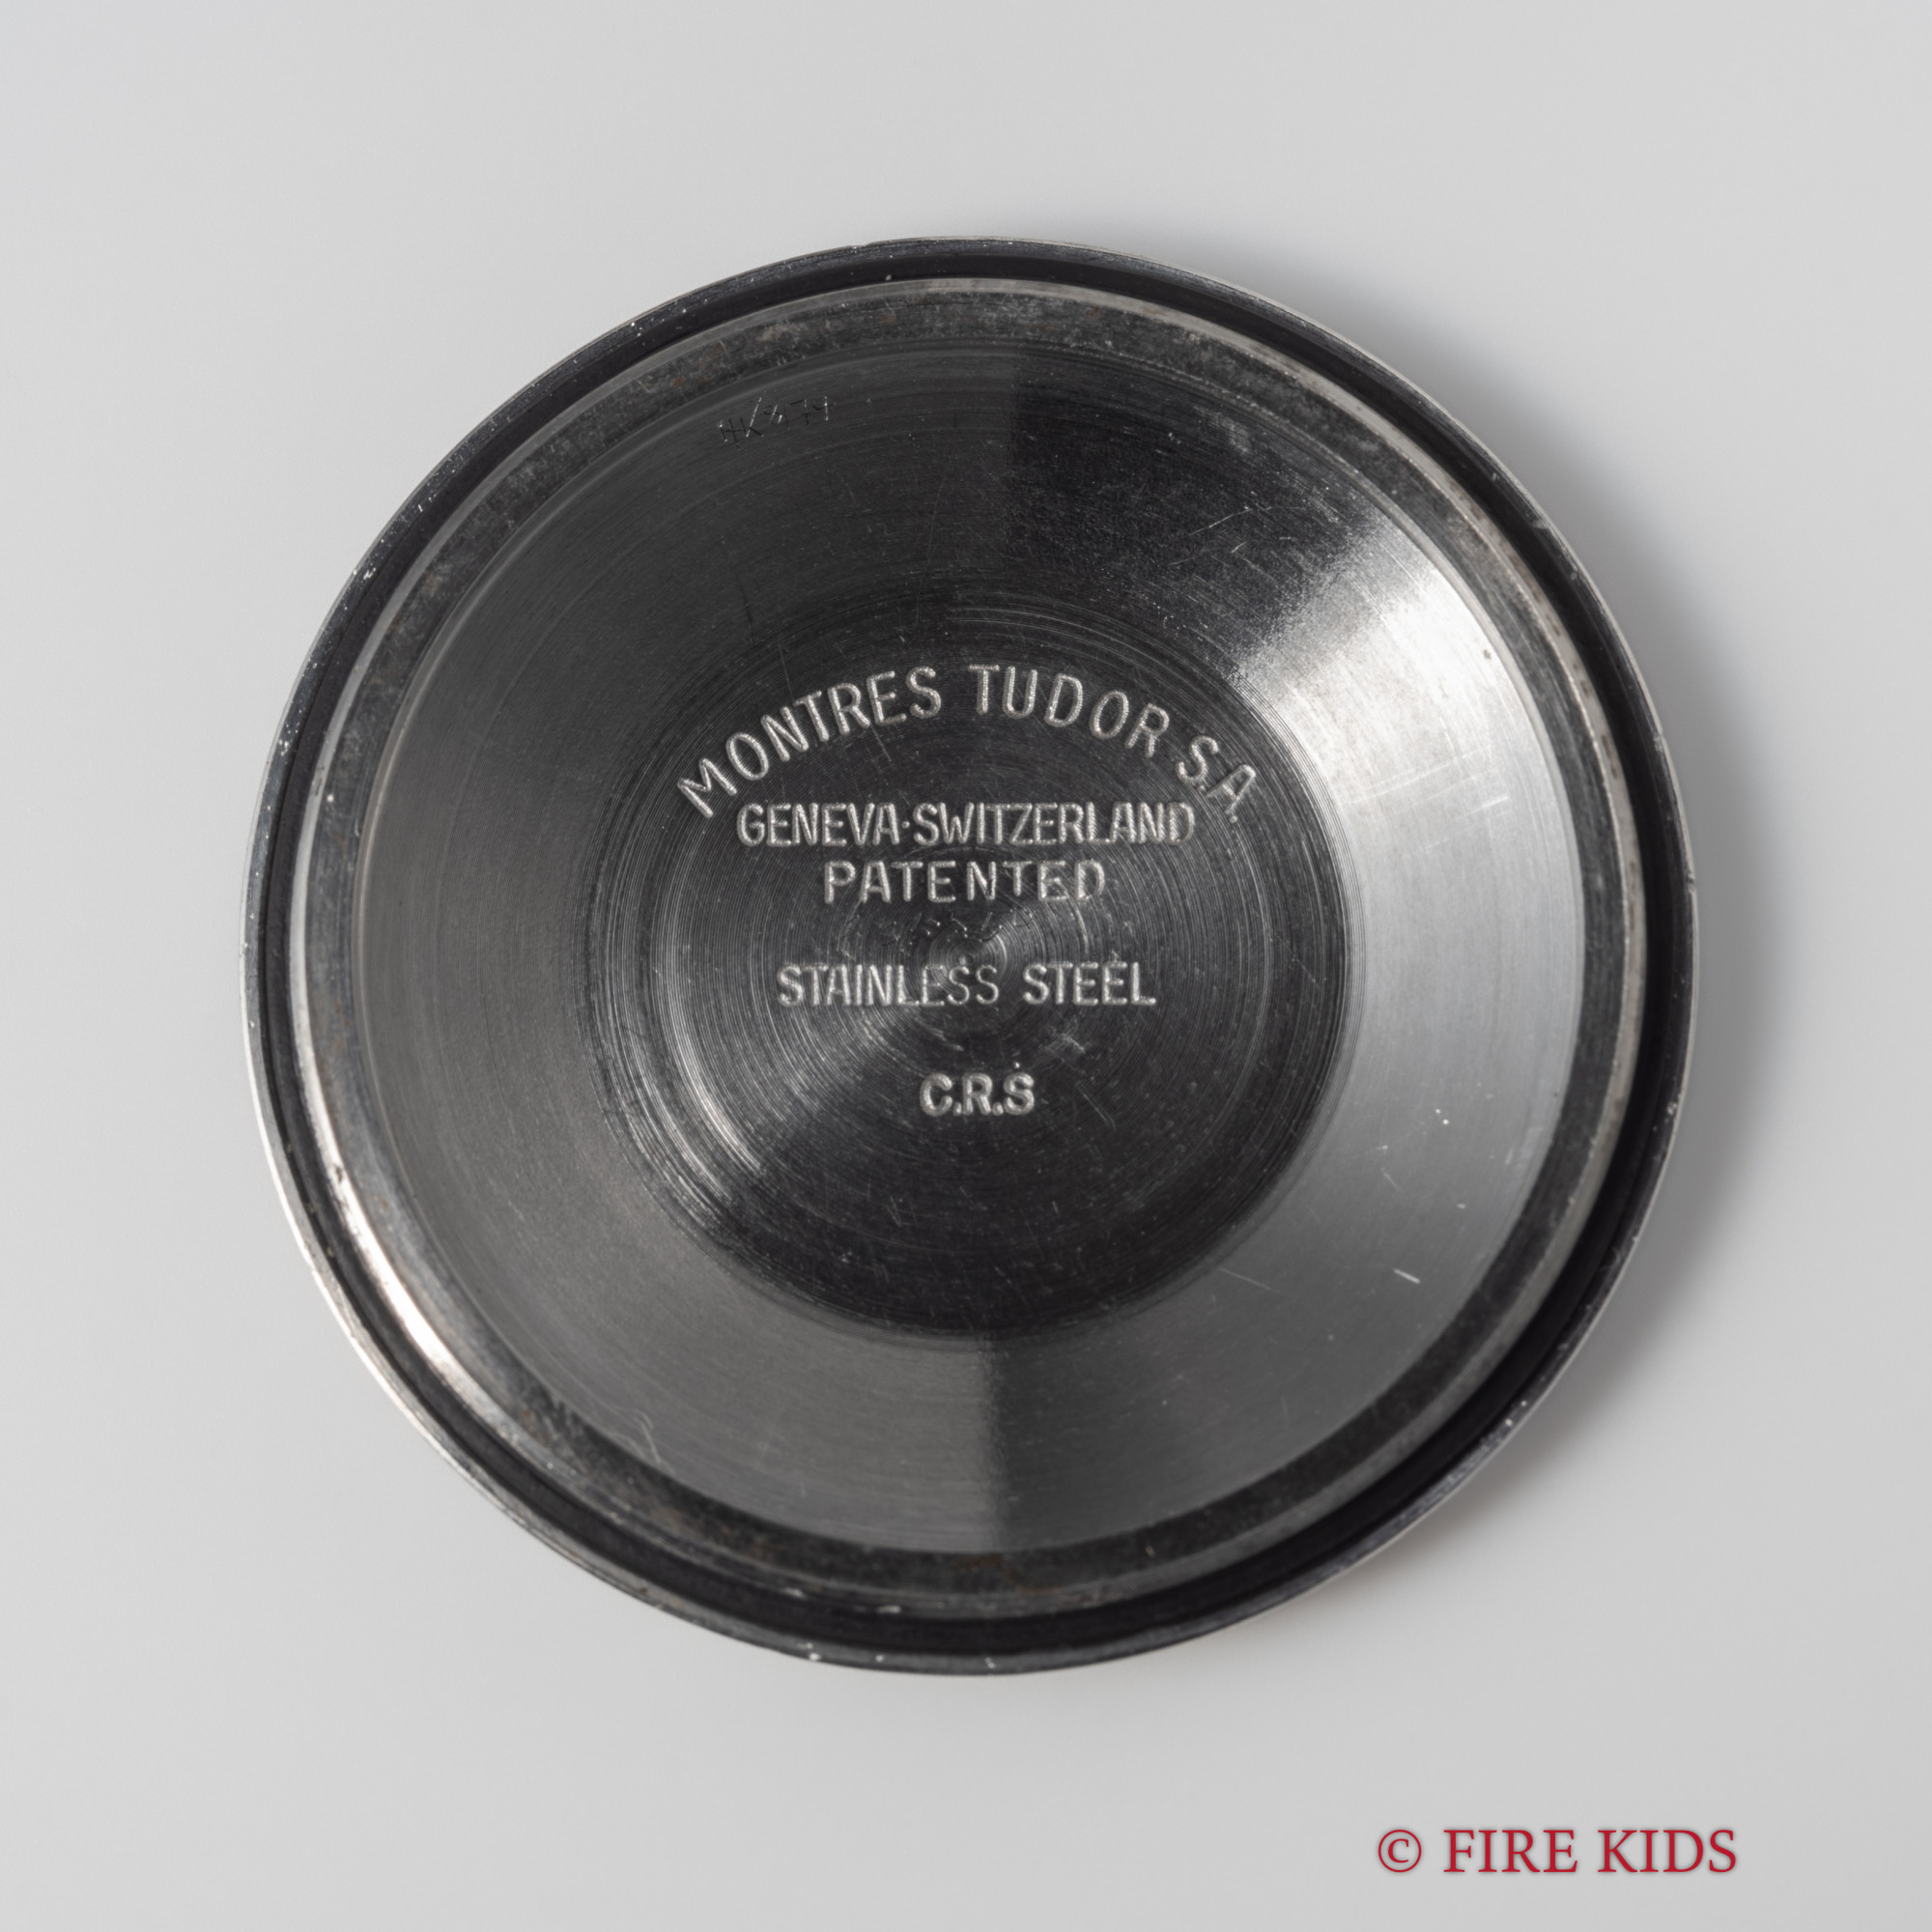 MONTRES TUDOR S.A.
GENEVA·SWITZERLAND
PATENTED
STAINLESS STEEL
C.R.S
© FIRE KIDS